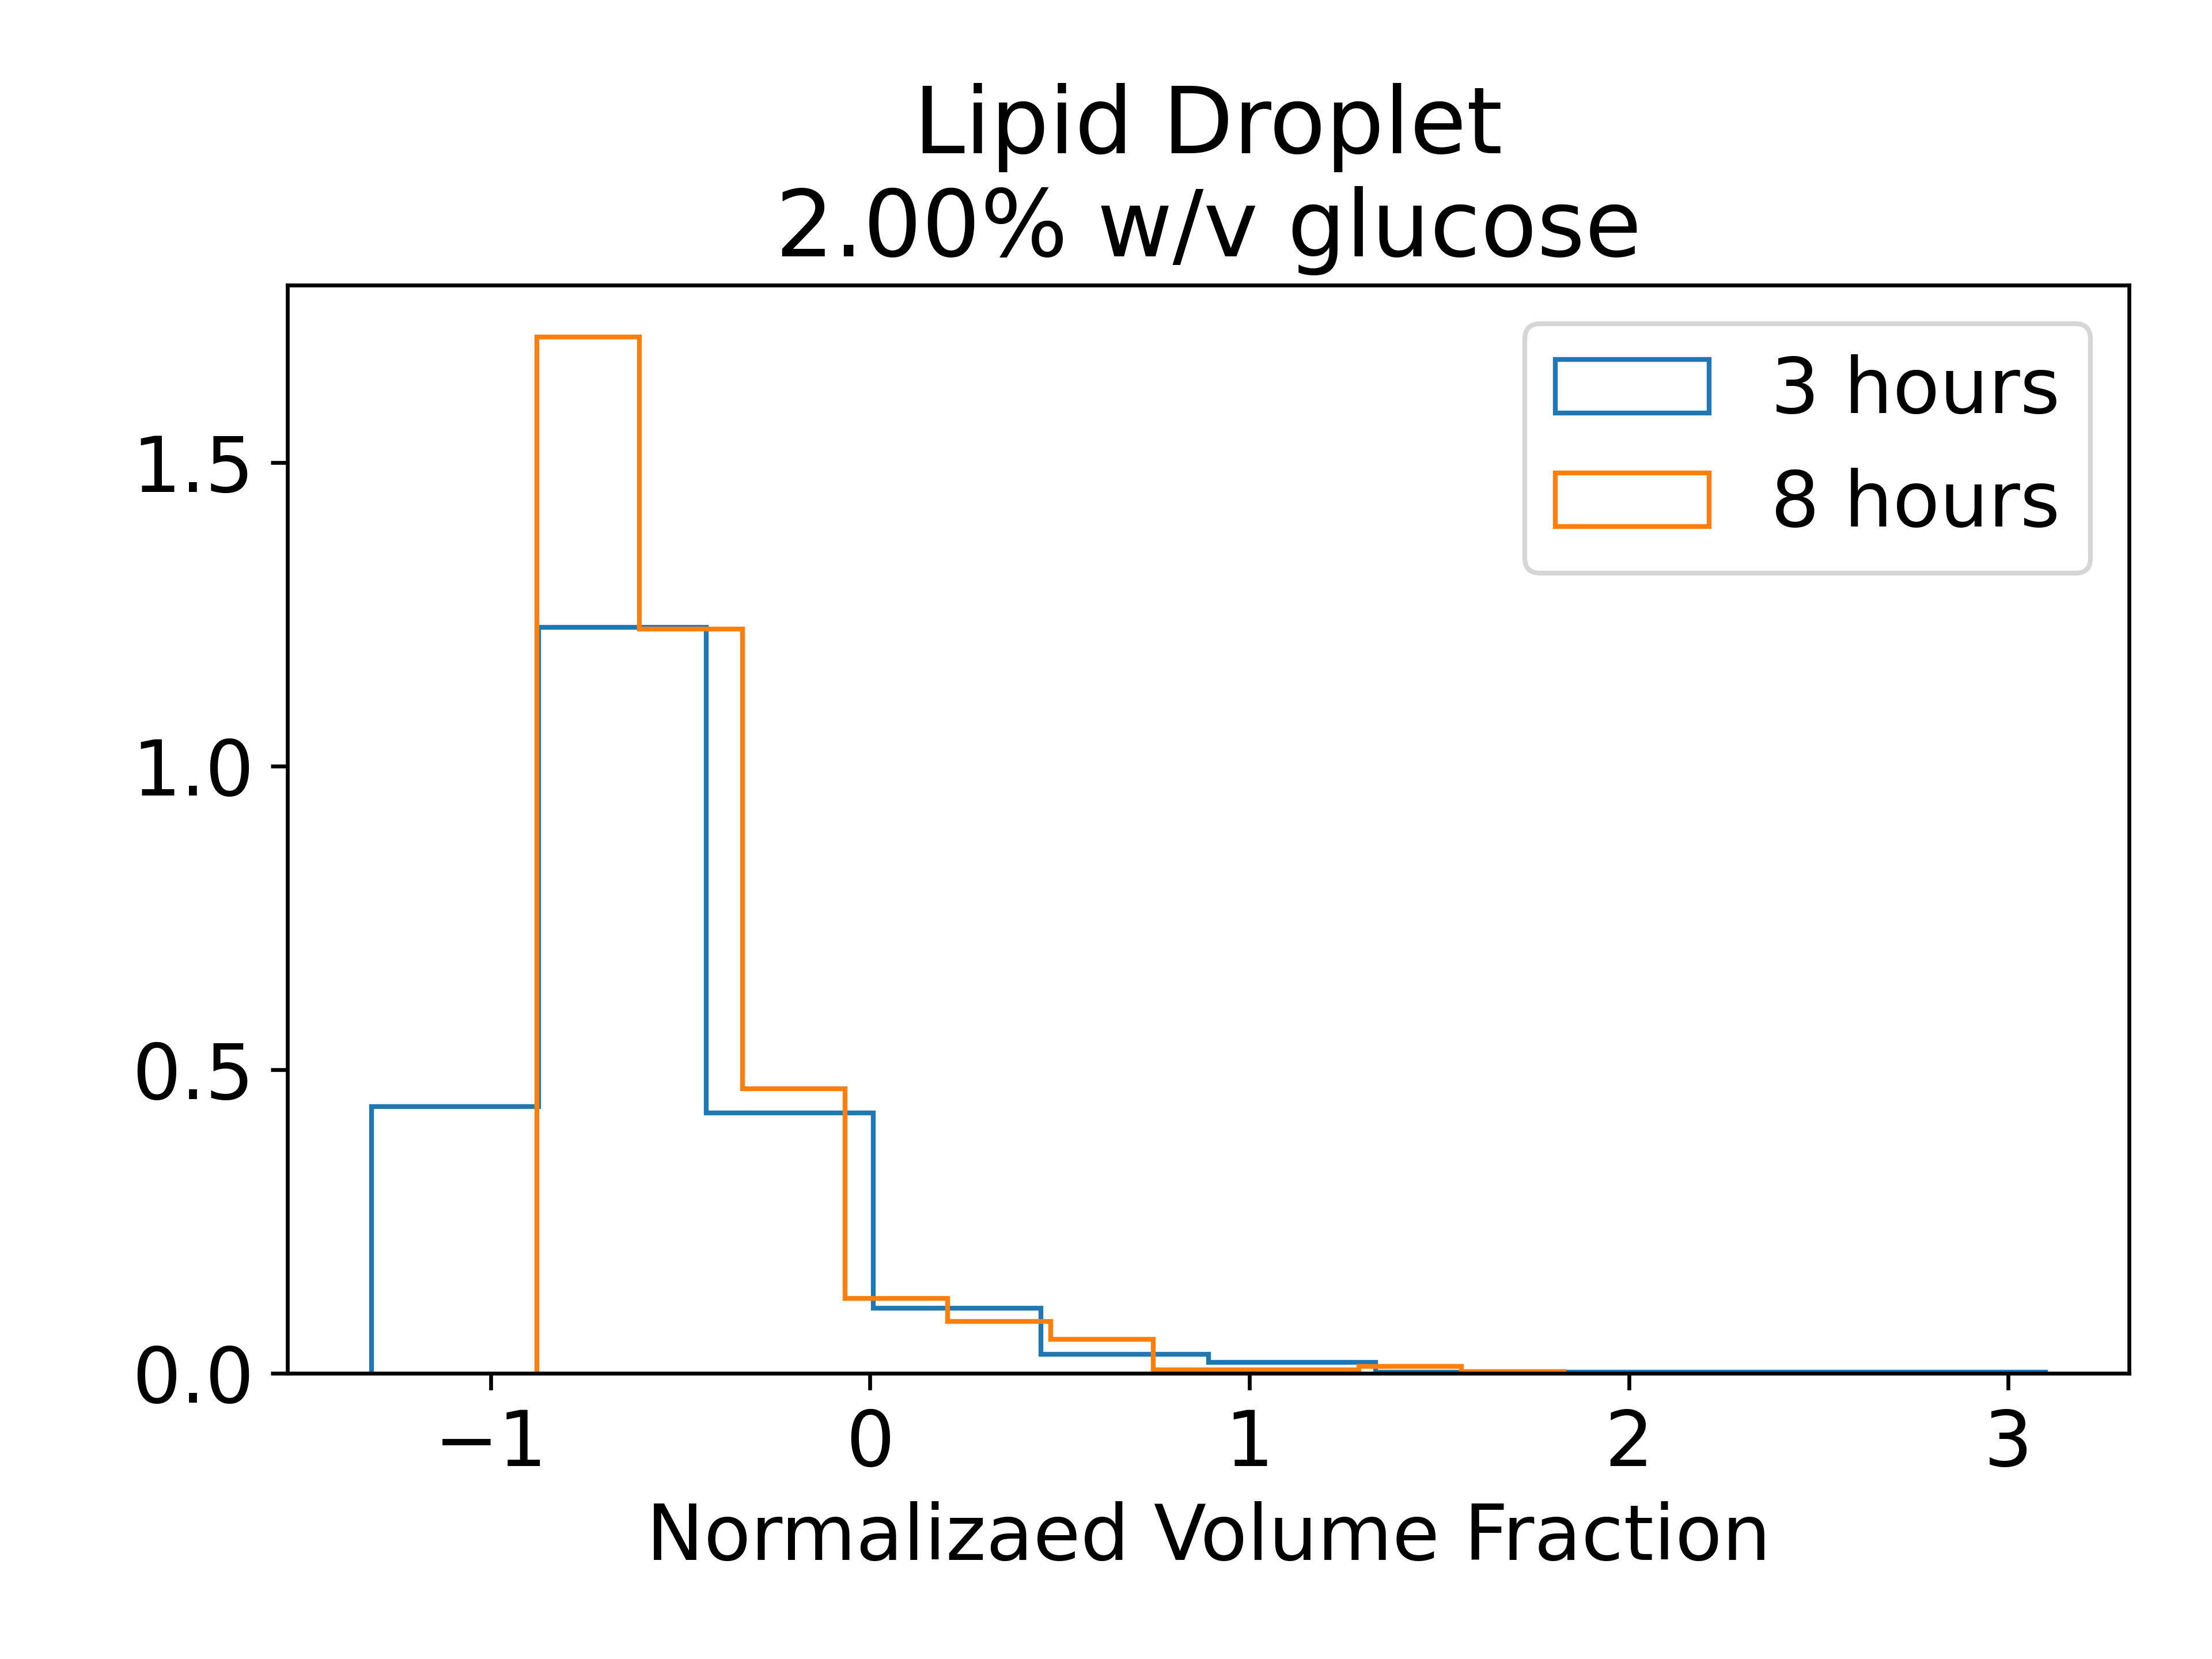 Lipid Droplet
2.00% w/v glucose
3 hours
8 hours
1.5
1.0
0.5
0.0
−1 0 1 2 3
Normalizaed Volume Fraction